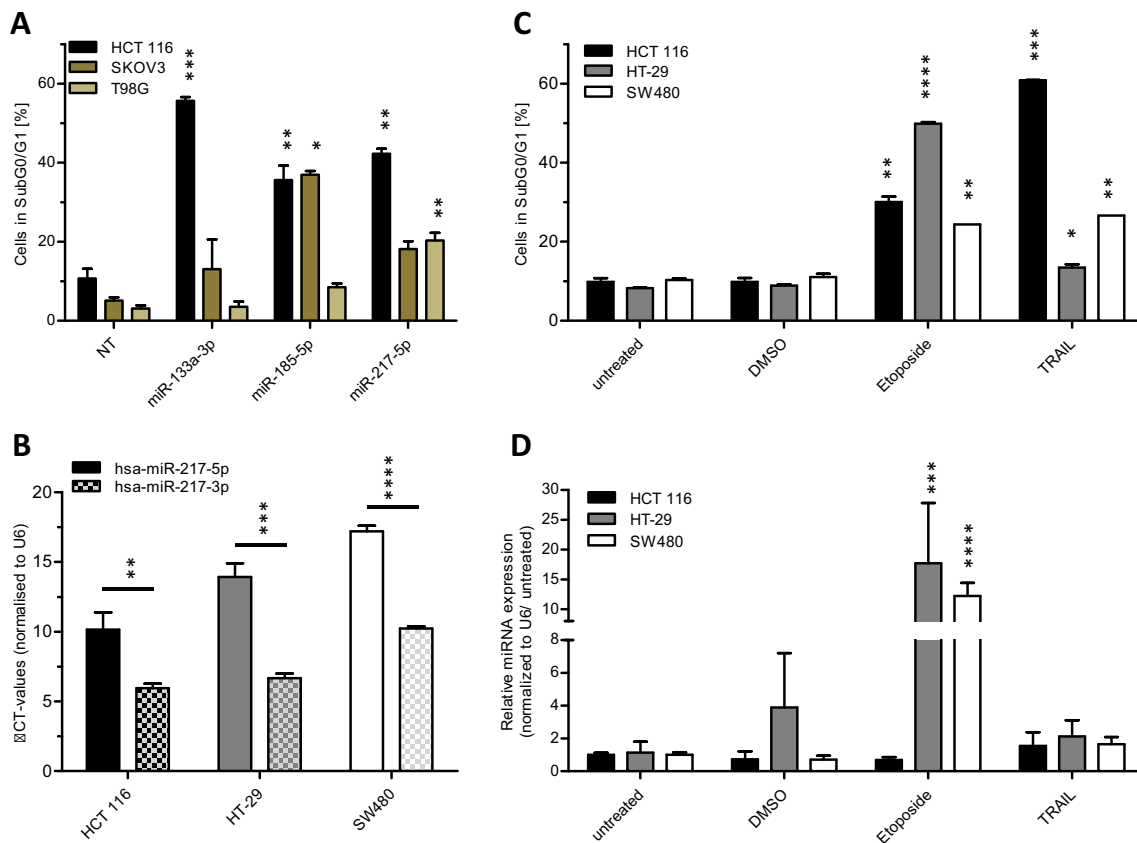 A
HCT 116
SKOV3
T98G
Cells in SubG0/G1 [%]
60
40
20
0
***
**
*
**
**
NT
miR-133a-3p
miR-185-5p
miR-217-5p
C
HCT 116
HT-29
SW480
Cells in SubG0/G1 [%]
60
40
20
0
**
****
**
***
*
**
untreated
DMSO
Etoposide
TRAIL
B
hsa-miR-217-5p
hsa-miR-217-3p
CT-values (normalised to U6)
20
15
10
5
0
**
***
****
HCT 116
HT-29
SW480
D
HCT 116
HT-29
SW480
Relative miRNA expression
(normalized to U6/ untreated)
30
25
20
15
10
8
6
4
2
0
***
****
untreated
DMSO
Etoposide
TRAIL